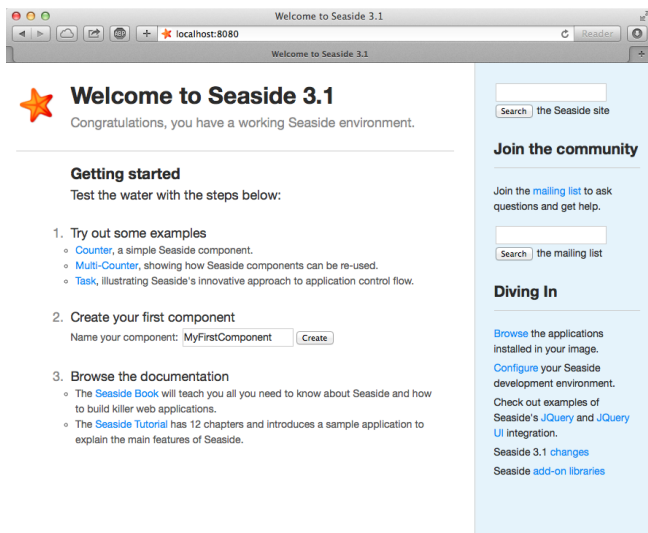 Welcome to Seaside 3.1
ABP
localhost:8080
Reader
Welcome to Seaside 3.1
Welcome to Seaside 3.1
Congratulations, you have a working Seaside environment.
Getting started
Test the water with the steps below:
1. Try out some examples
Counter, a simple Seaside component.
Multi-Counter, showing how Seaside components can be re-used.
Task, illustrating Seaside's innovative approach to application control flow.
2. Create your first component
Name your component: MyFirstComponent Create
3. Browse the documentation
The Seaside Book will teach you all you need to know about Seaside and how
to build killer web applications.
The Seaside Tutorial has 12 chapters and introduces a sample application to
explain the main features of Seaside.
Search the Seaside site
Join the community
Join the mailing list to ask
questions and get help.
Search the mailing list
Diving In
Browse the applications
installed in your image.
Configure your Seaside
development environment.
Check out examples of
Seaside's JQuery and JQuery
UI integration.
Seaside 3.1 changes
Seaside add-on libraries